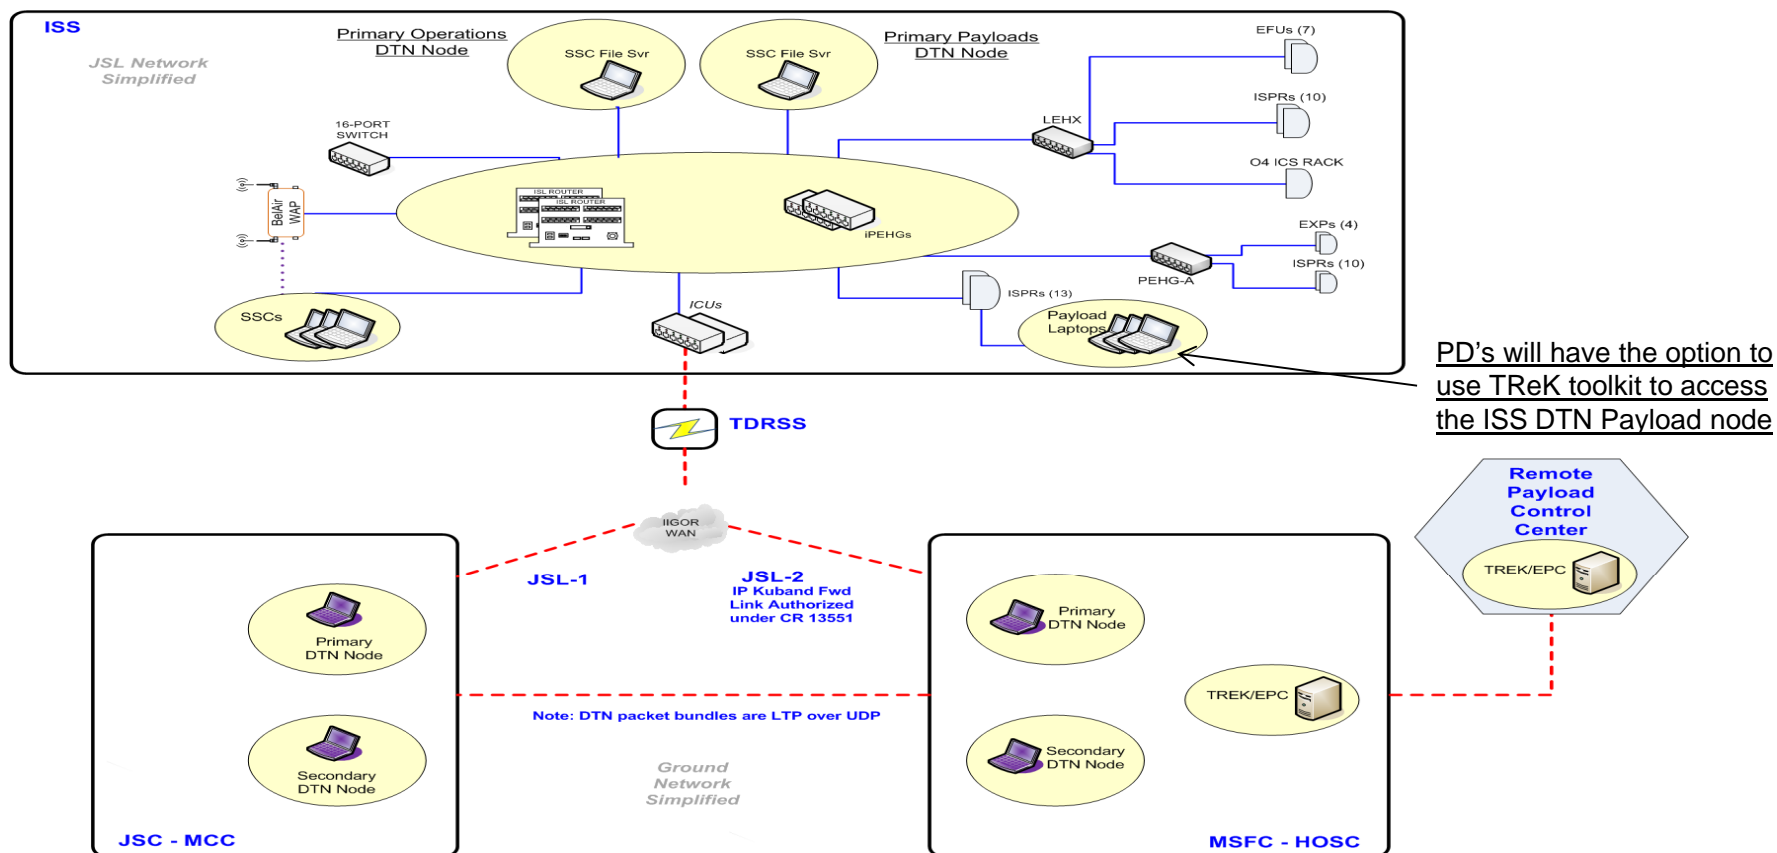 ISS
JSL Network
Simplified
Primary Operations
DTN Node
SSC File Svr
SSC File Svr
Primary Payloads
DTN Node
EFUs (7)
ISPRs (10)
LEHX
O4 ICS RACK
16-PORT
SWITCH
BelAir
WAP
ISL ROUTER
ISL ROUTER
iPEHGs
EXPs (4)
ISPRs (10)
PEHG-A
ISPRs (13)
SSCs
ICUs
Payload
Laptops
PD's will have the option to
use TReK toolkit to access
the ISS DTN Payload node
TDRSS
IIGOR
WAN
JSL-1
JSL-2
IP Kuband Fwd
Link Authorized
under CR 13551
Remote
Payload
Control
Center
TREK/EPC
Primary
DTN Node
Primary
DTN Node
TREK/EPC
Note: DTN packet bundles are LTP over UDP
Secondary
DTN Node
Secondary
DTN Node
Ground
Network
Simplified
JSC - MCC
MSFC - HOSC